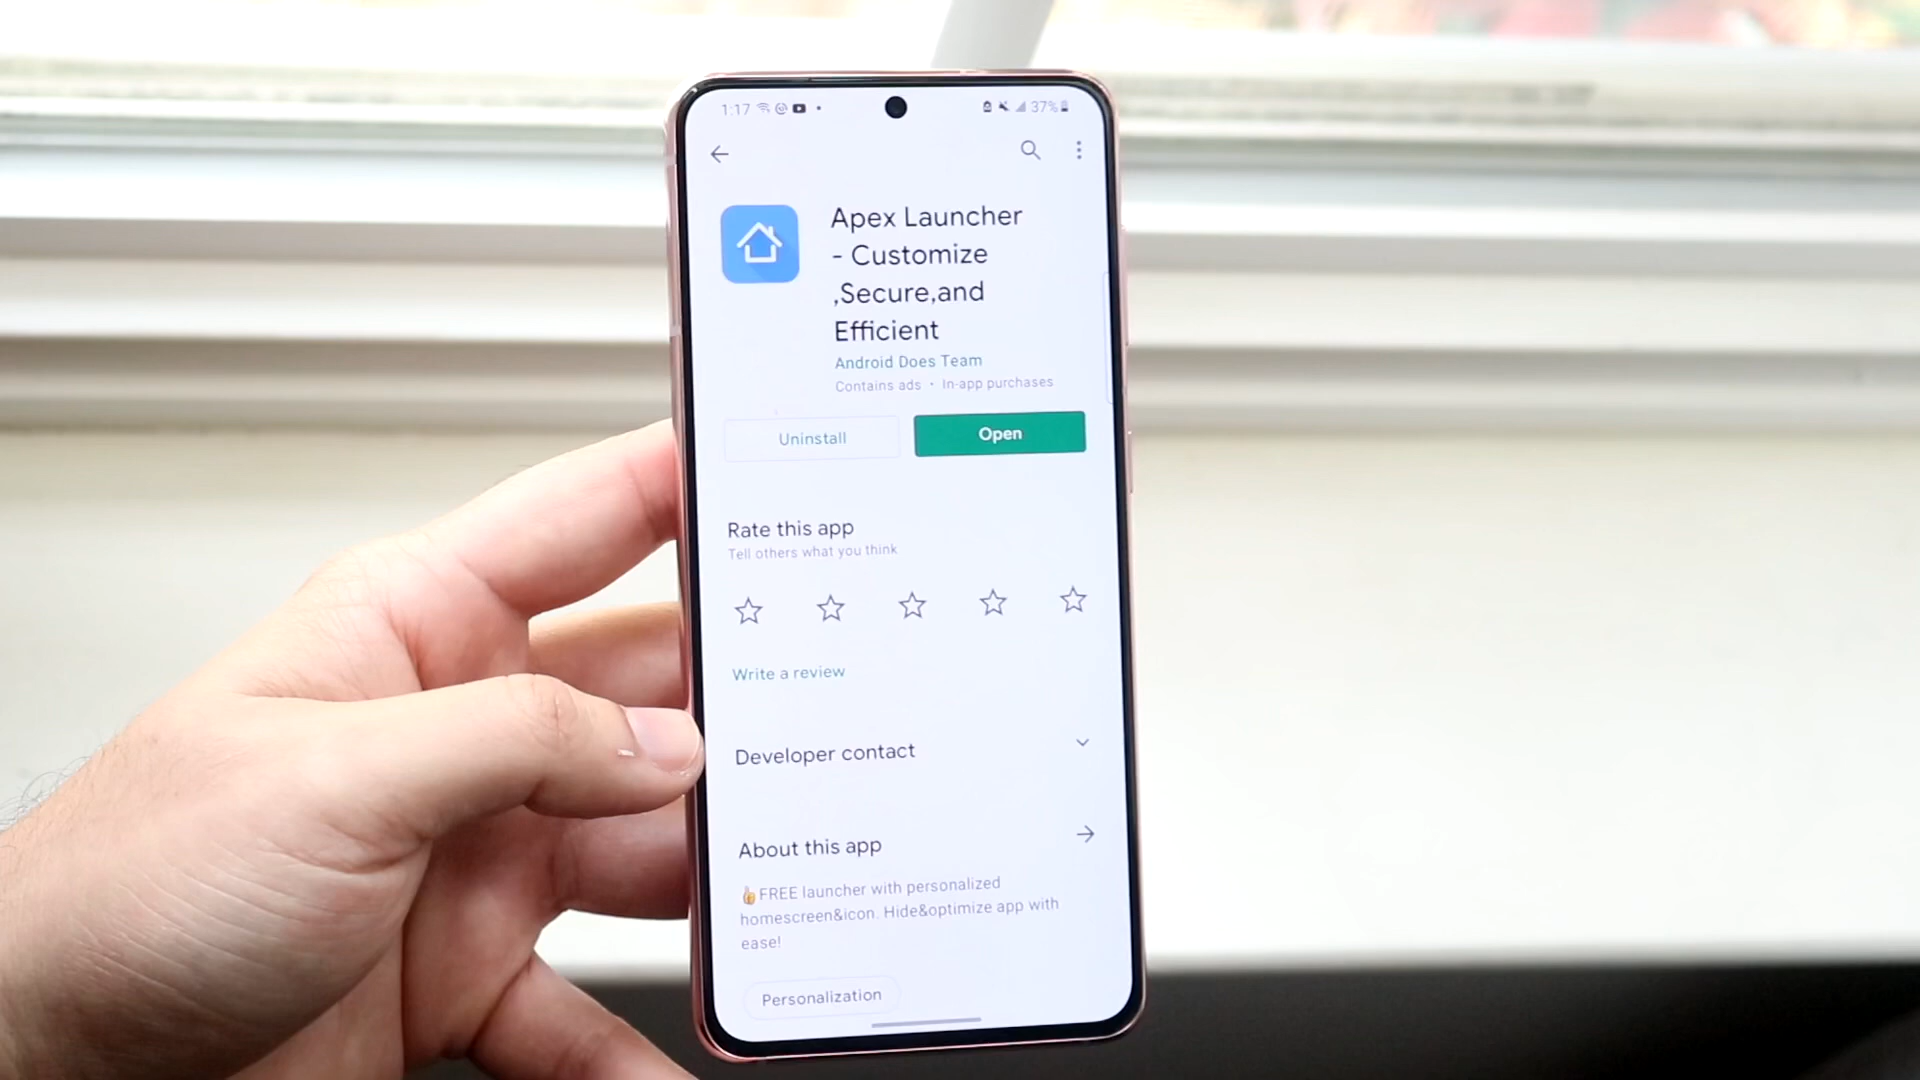 1:17
37%
Apex Launcher
- Customize
,Secure,and
Efficient
Android Does Team
Contains ads • In-app purchases
Uninstall
Open
Rate this app
Tell others what you think
Write a review
Developer contact
About this app
👍FREE launcher with personalized
homescreen&icon. Hide&optimize app with
ease!
Personalization